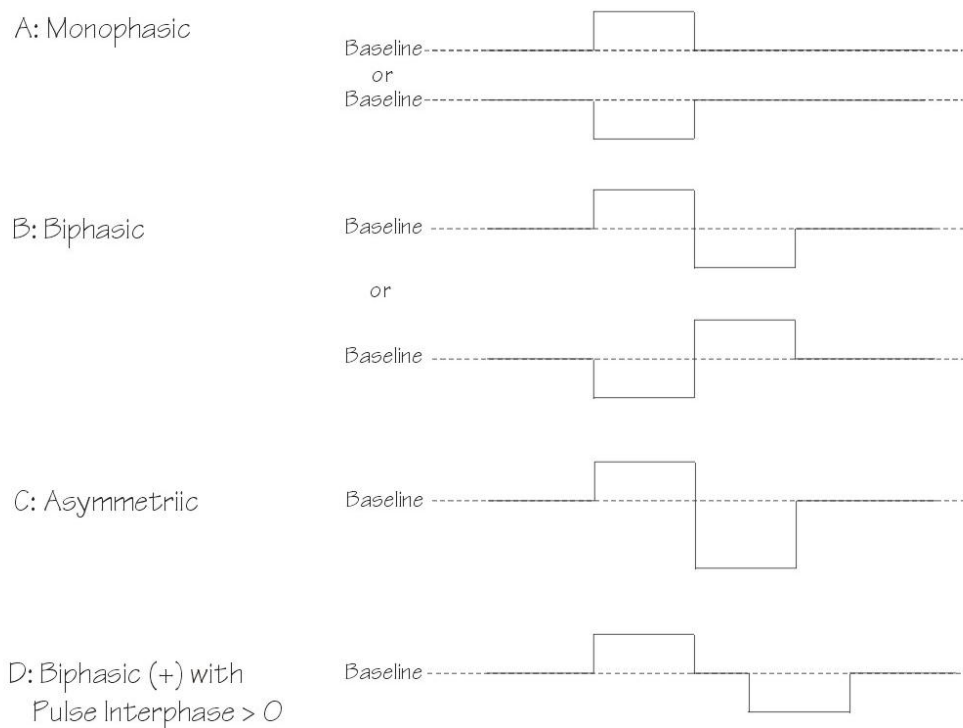 A: Monophasic
Baseline
or
Baseline
B: Biphasic
Baseline
or
Baseline
C: Asymmetriic
Baseline
D: Biphasic (+) with
Pulse Interphase > 0
Baseline